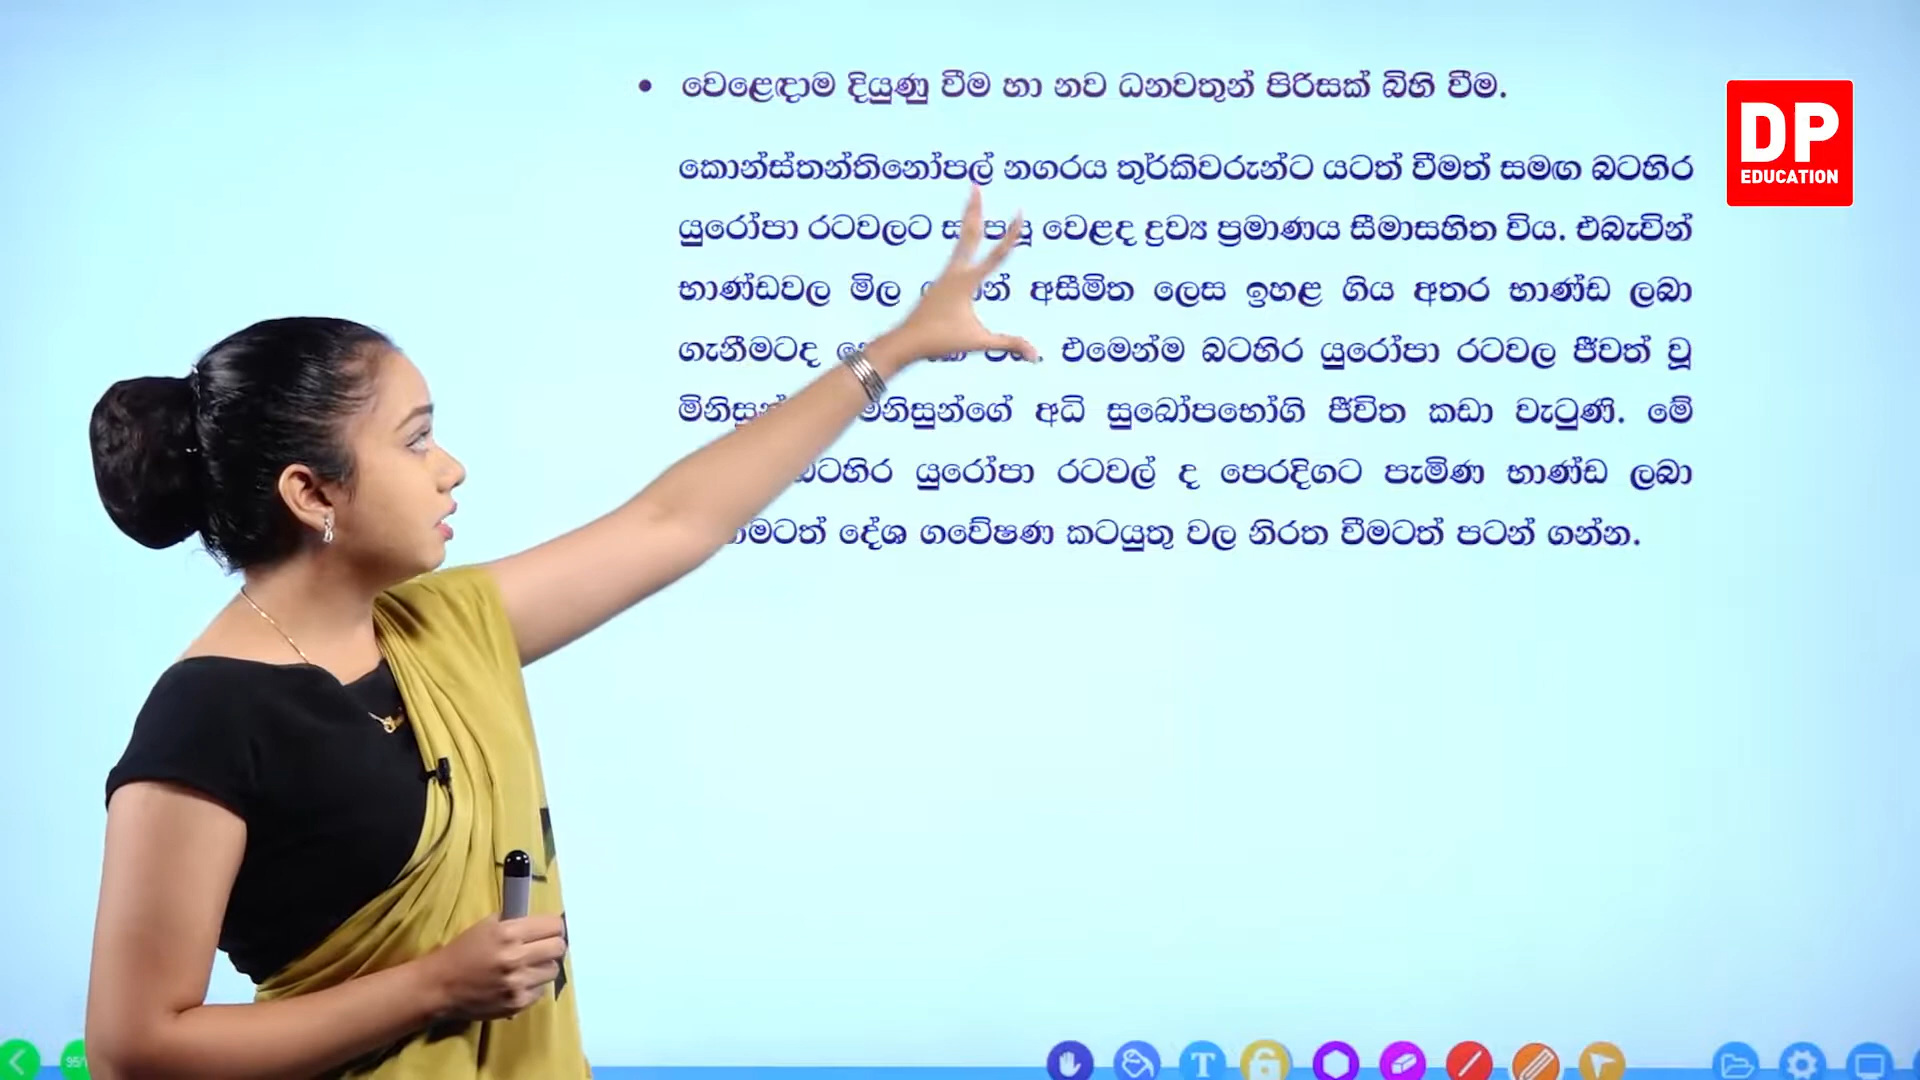 • වෙළෙඳාම දියුණු වීම හා නව ධනවතුන් පිරිසක් බිහි වීම.
DP
EDUCATION
කොන්ස්තන්තිනෝපල් නගරය තුර්කිවරුන්ට යටත් වීමත් සමඟ බටහිර
යුරෝපා රටවලට වෙළද ද්‍රව්‍ය ප්‍රමාණය සීමාසහිත විය. එබැවින්
භාණ්ඩවල මිල අසීමිත ලෙස ඉහළ ගිය අතර භාණ්ඩ ලබා
ගැනීමටද එමෙන්ම බටහිර යුරෝපා රටවල ජීවත් වූ
අධි සුඛෝපභෝගි ජීවිත කඩා වැටුණි. මේ
බටහිර යුරෝපා රටවල් ද පෙරදිගට පැමිණ භාණ්ඩ ලබා
දේශ ගවේෂණ කටයුතු වල නිරත වීමටත් පටන් ගන්න.
T